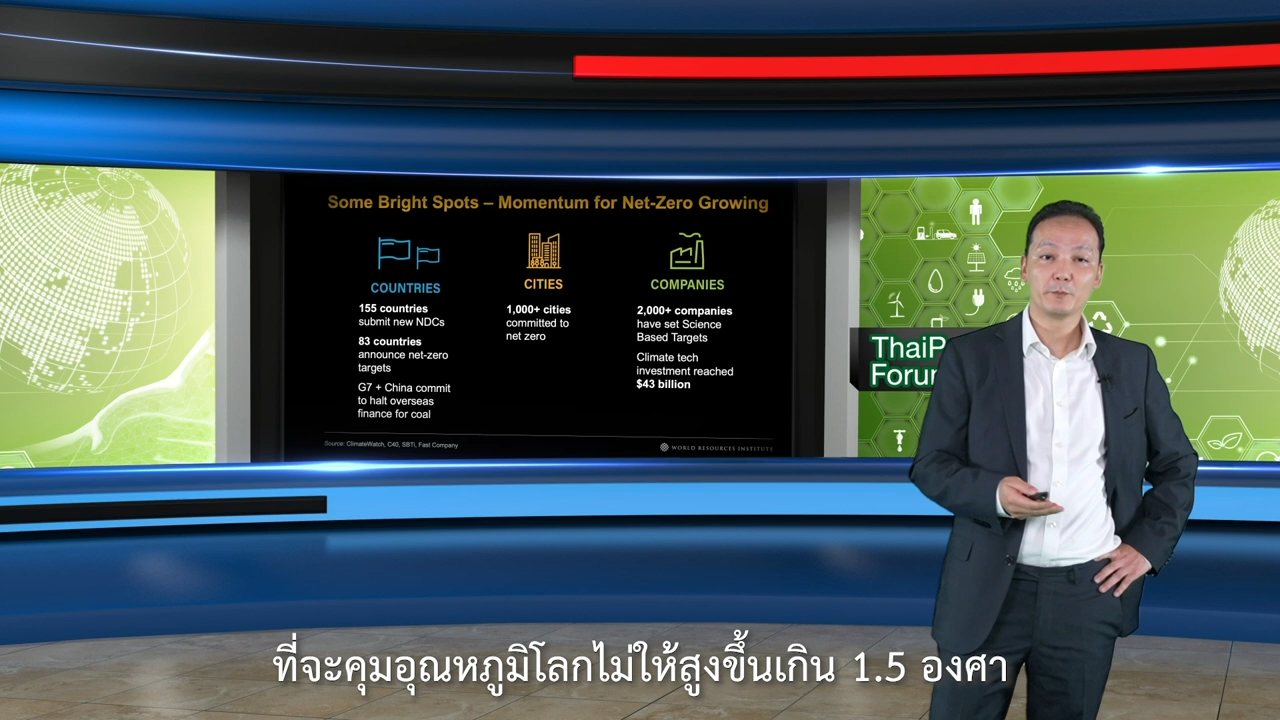 Some Bright Spots – Momentum for Net-Zero Growing
COUNTRIES
155 countries
submit new NDCs
83 countries
announce net-zero
targets
G7 + China commit
to halt overseas
finance for coal
CITIES
1,000+ cities
committed to
net zero
COMPANIES
2,000+ companies
have set Science
Based Targets
Climate tech
investment reached
$43 billion
Source: ClimateWatch, C40, SBTi, Fast Company
WORLD RESOURCES INSTITUTE
ที่จะคุมอุณหภูมิโลกไม่ให้สูงขึ้นเกิน 1.5 องศา